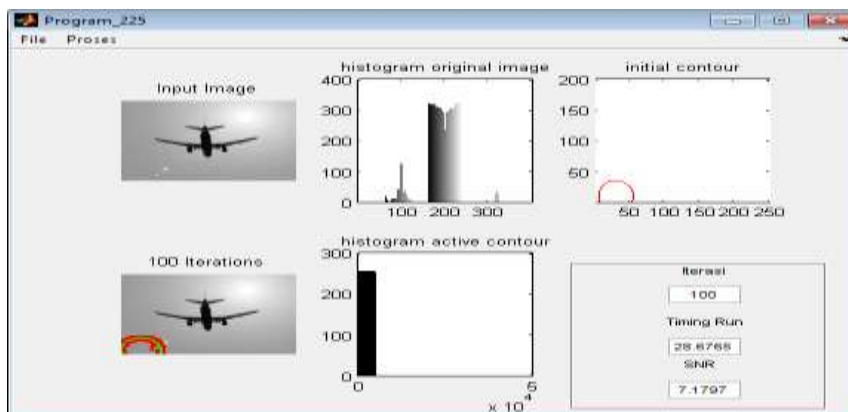 Program_225
File Proses
Input Image
histogram original image
400
300
200
100
0
100 200 300
initial contour
200
150
100
50
50 100 150 200 250
100 Iterations
histogram active contour
300
200
100
0
0 5
x 10^4
Iterasi
100
Timing Run
28.6765
SNR
7.1797